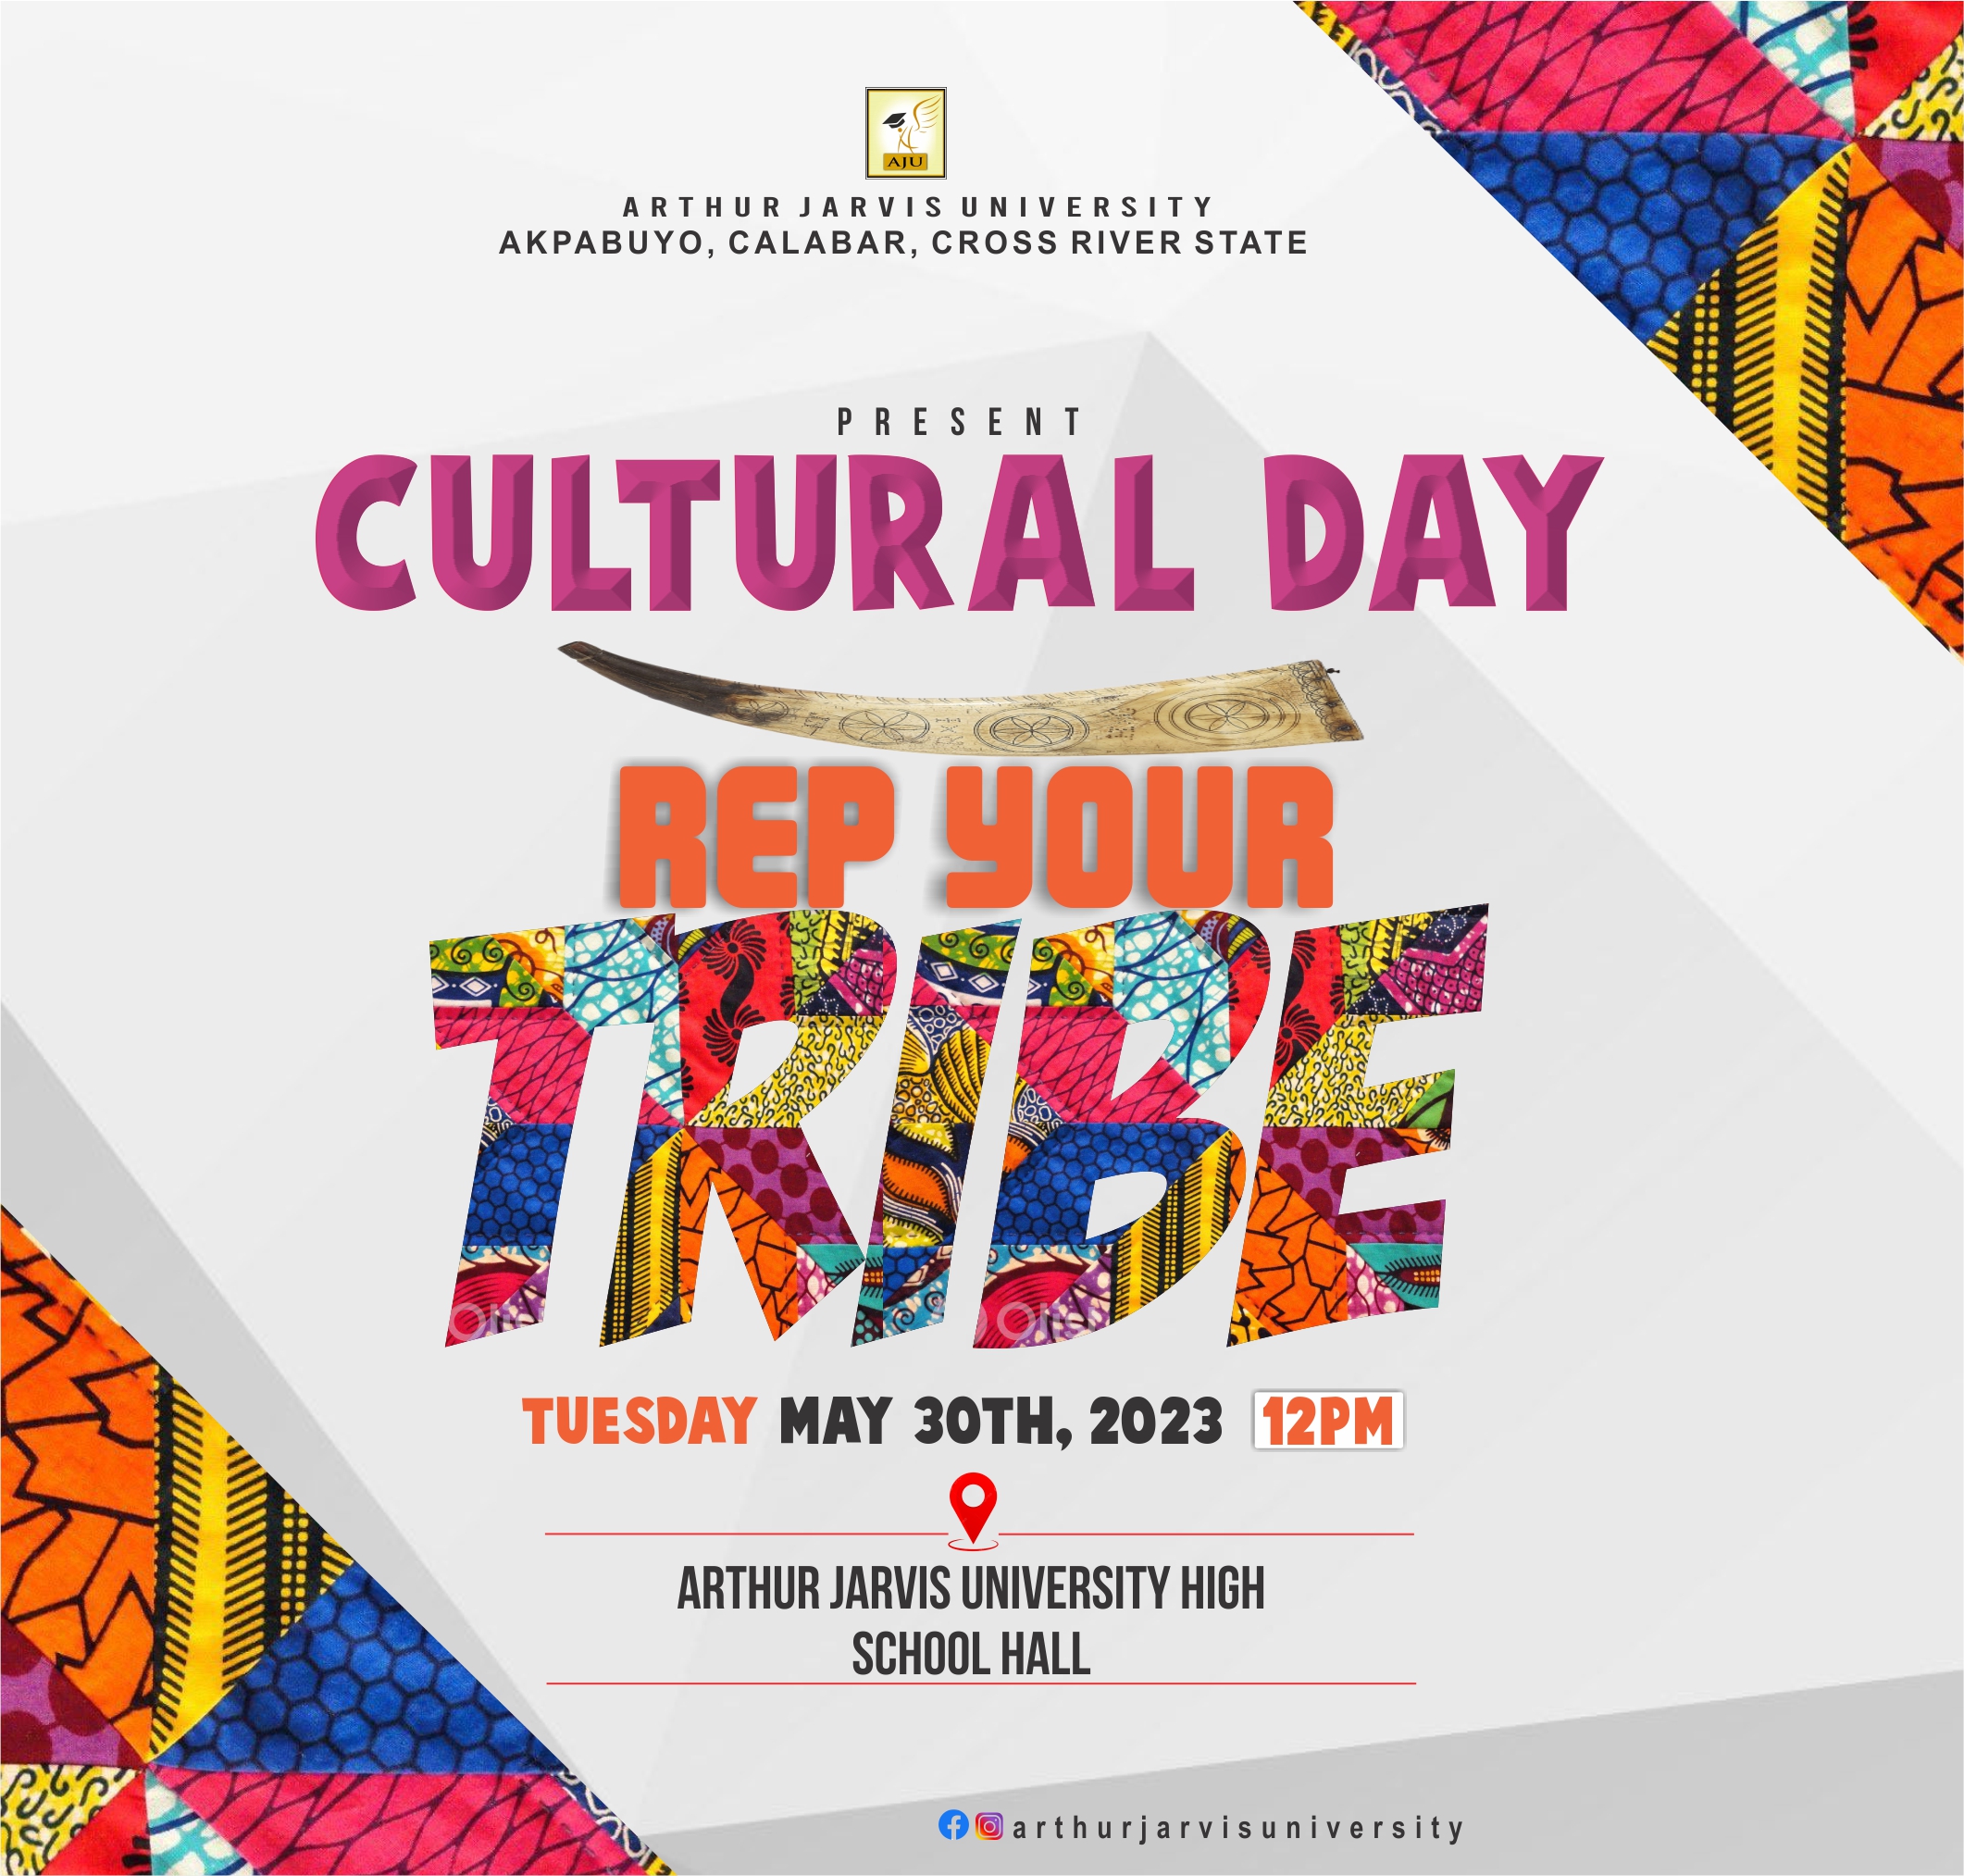 AJU
ARTHUR JARVIS UNIVERSITY
AKPABUYO, CALABAR, CROSS RIVER STATE
PRESENT
CULTURAL DAY
REP YOUR
TRIBE
TUESDAY MAY 30TH, 2023 12PM
ARTHUR JARVIS UNIVERSITY HIGH
SCHOOL HALL
arthurjarvisuniversity